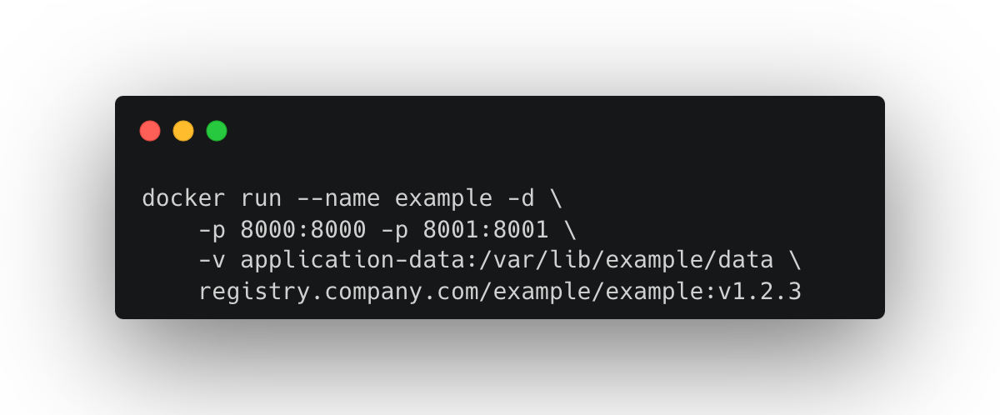 docker run --name example -d \
    -p 8000:8000 -p 8001:8001 \
    -v application-data:/var/lib/example/data \
    registry.company.com/example/example:v1.2.3